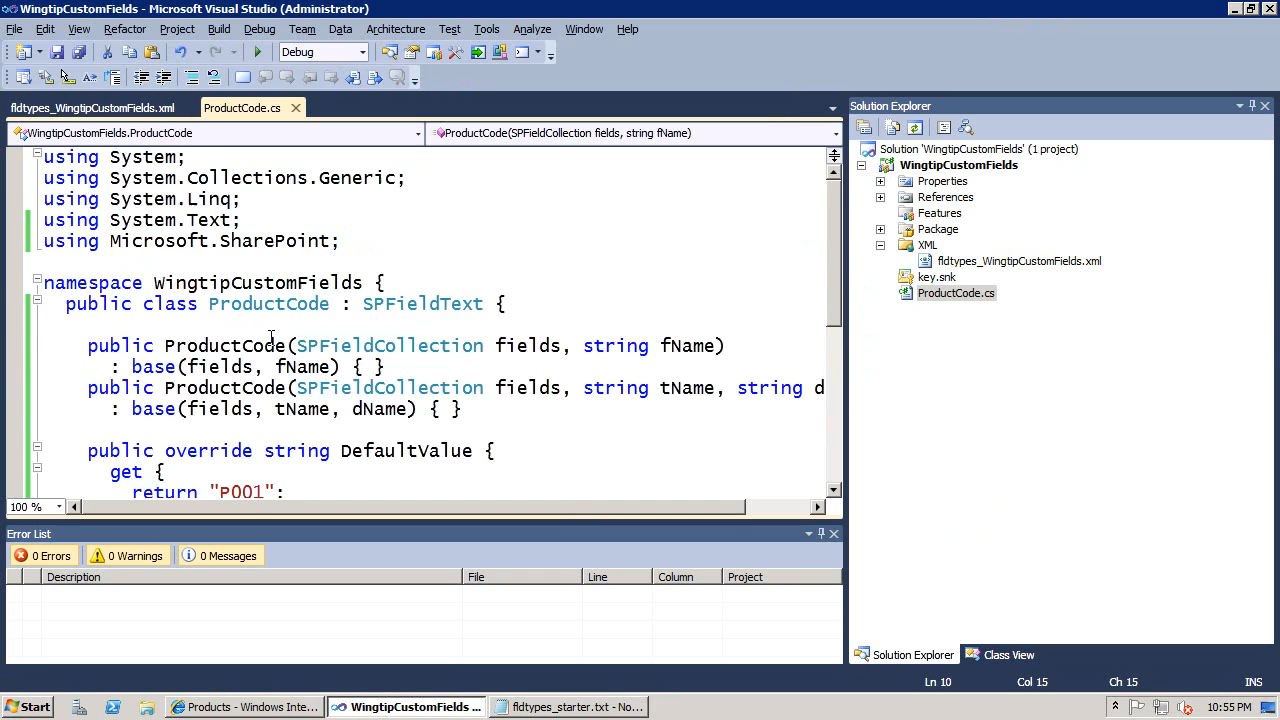 WingtipCustomFields - Microsoft Visual Studio (Administrator)
File Edit View Refactor Project Build Debug Team Data Architecture Test Tools Analyze Window Help
Debug
fldtypes_WingtipCustomFields.xml ProductCode.cs
WingtipCustomFields.ProductCode ProductCode(SPFieldCollection fields, string fName)
using System;
using System.Collections.Generic;
using System.Linq;
using System.Text;
using Microsoft.SharePoint;
namespace WingtipCustomFields {
public class ProductCode : SPFieldText {
public ProductCode(SPFieldCollection fields, string fName)
: base(fields, fName) { }
public ProductCode(SPFieldCollection fields, string tName, string d
: base(fields, tName, dName) { }
public override string DefaultValue {
get {
return "P001";
100 %
Error List
0 Errors 0 Warnings 0 Messages
Description File Line Column Project
Solution Explorer
Solution 'WingtipCustomFields' (1 project)
WingtipCustomFields
Properties
References
Features
Package
XML
fldtypes_WingtipCustomFields.xml
key.snk
ProductCode.cs
Solution Explorer Class View
Ln 10 Col 15 Ch 15 INS
Start Products - Windows Inte... WingtipCustomFields ... fldtypes_starter.txt - No... 10:55 PM